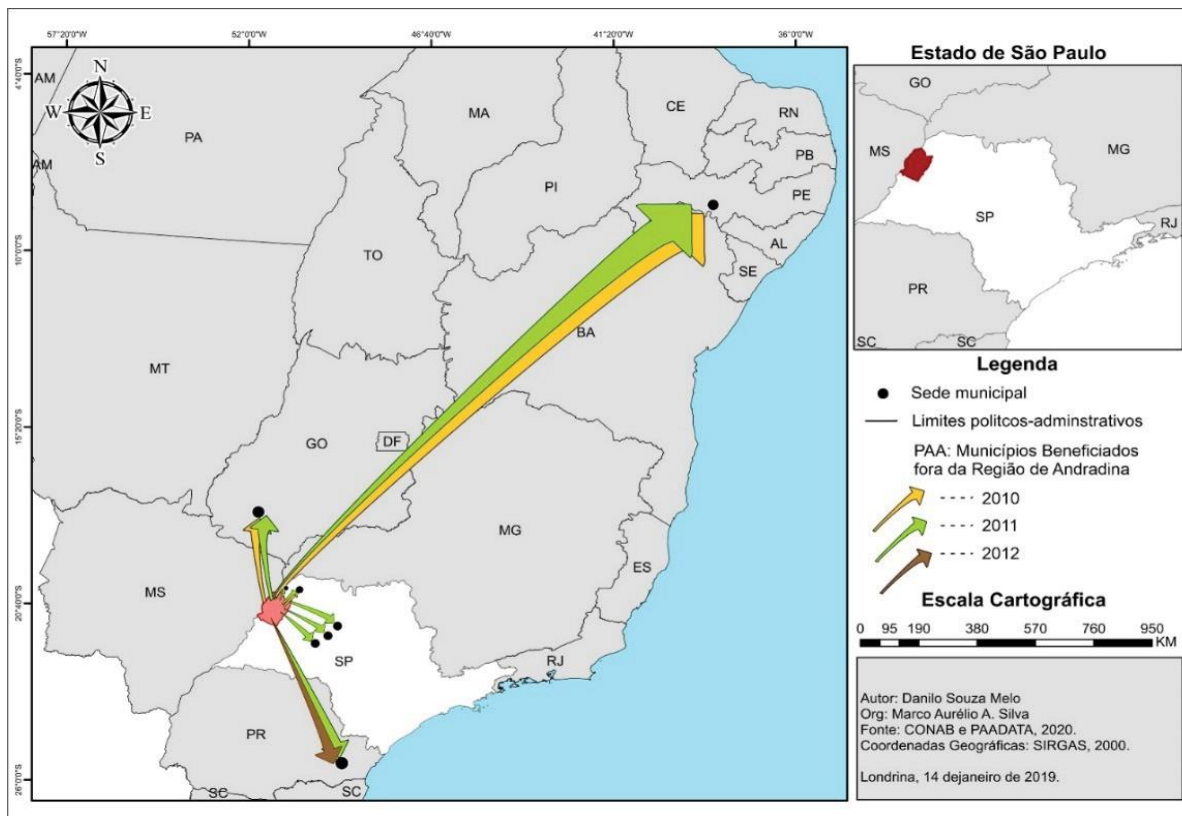 57°20'0"W
52°0'0"W
46°40'0"W
41°20'0"W
36°0'0"W
4°40'0"S
10°0'0"S
15°20'0"S
20°40'0"S
26°0'0"S
N
W
E
S
AM
AM
PA
MA
CE
RN
PB
PI
PE
AL
TO
SE
BA
MT
GO
DF
MG
MS
ES
SP
RJ
PR
SC
SC
Estado de São Paulo
GO
MS
MG
SP
RJ
PR
SC
SC
Legenda
Sede municipal
Limites politcos-adminstrativos
PAA: Municípios Beneficiados
fora da Região de Andradina
2010
2011
2012
Escala Cartográfica
0 95 190 380 570 760 950
KM
Autor: Danilo Souza Melo
Org: Marco Aurélio A. Silva
Fonte: CONAB e PAADATA, 2020.
Coordenadas Geográficas: SIRGAS, 2000.
Londrina, 14 dejaneiro de 2019.